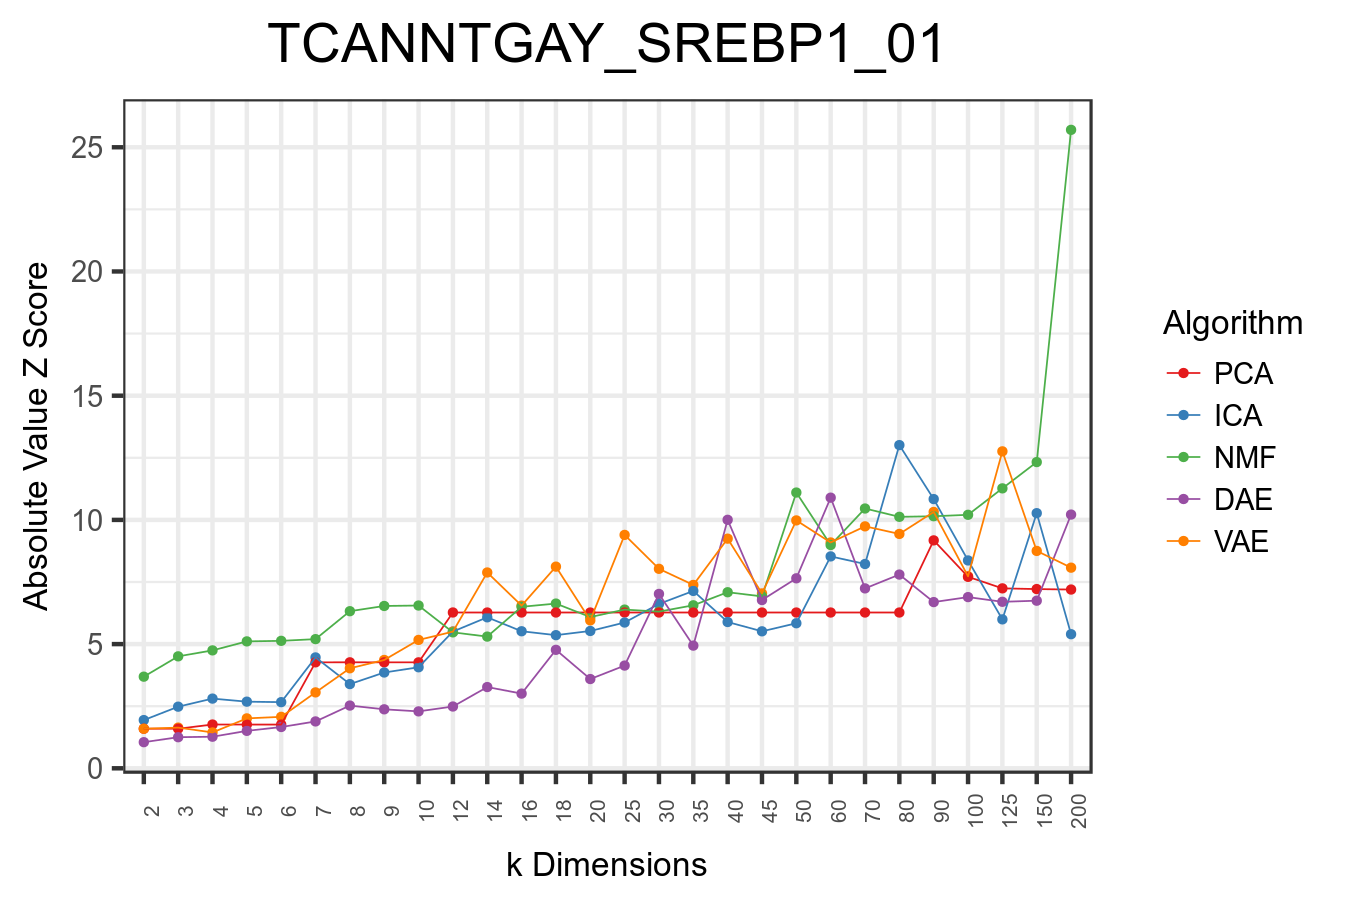 TCANNTGAY_SREBP1_01
Absolute Value Z Score
25
20
15
10
5
0
2 3 4 5 6 7 8 9 10 12 14 16 18 20 25 30 35 40 45 50 60 70 80 90 100 125 150 200
k Dimensions
Algorithm
PCA
ICA
NMF
DAE
VAE